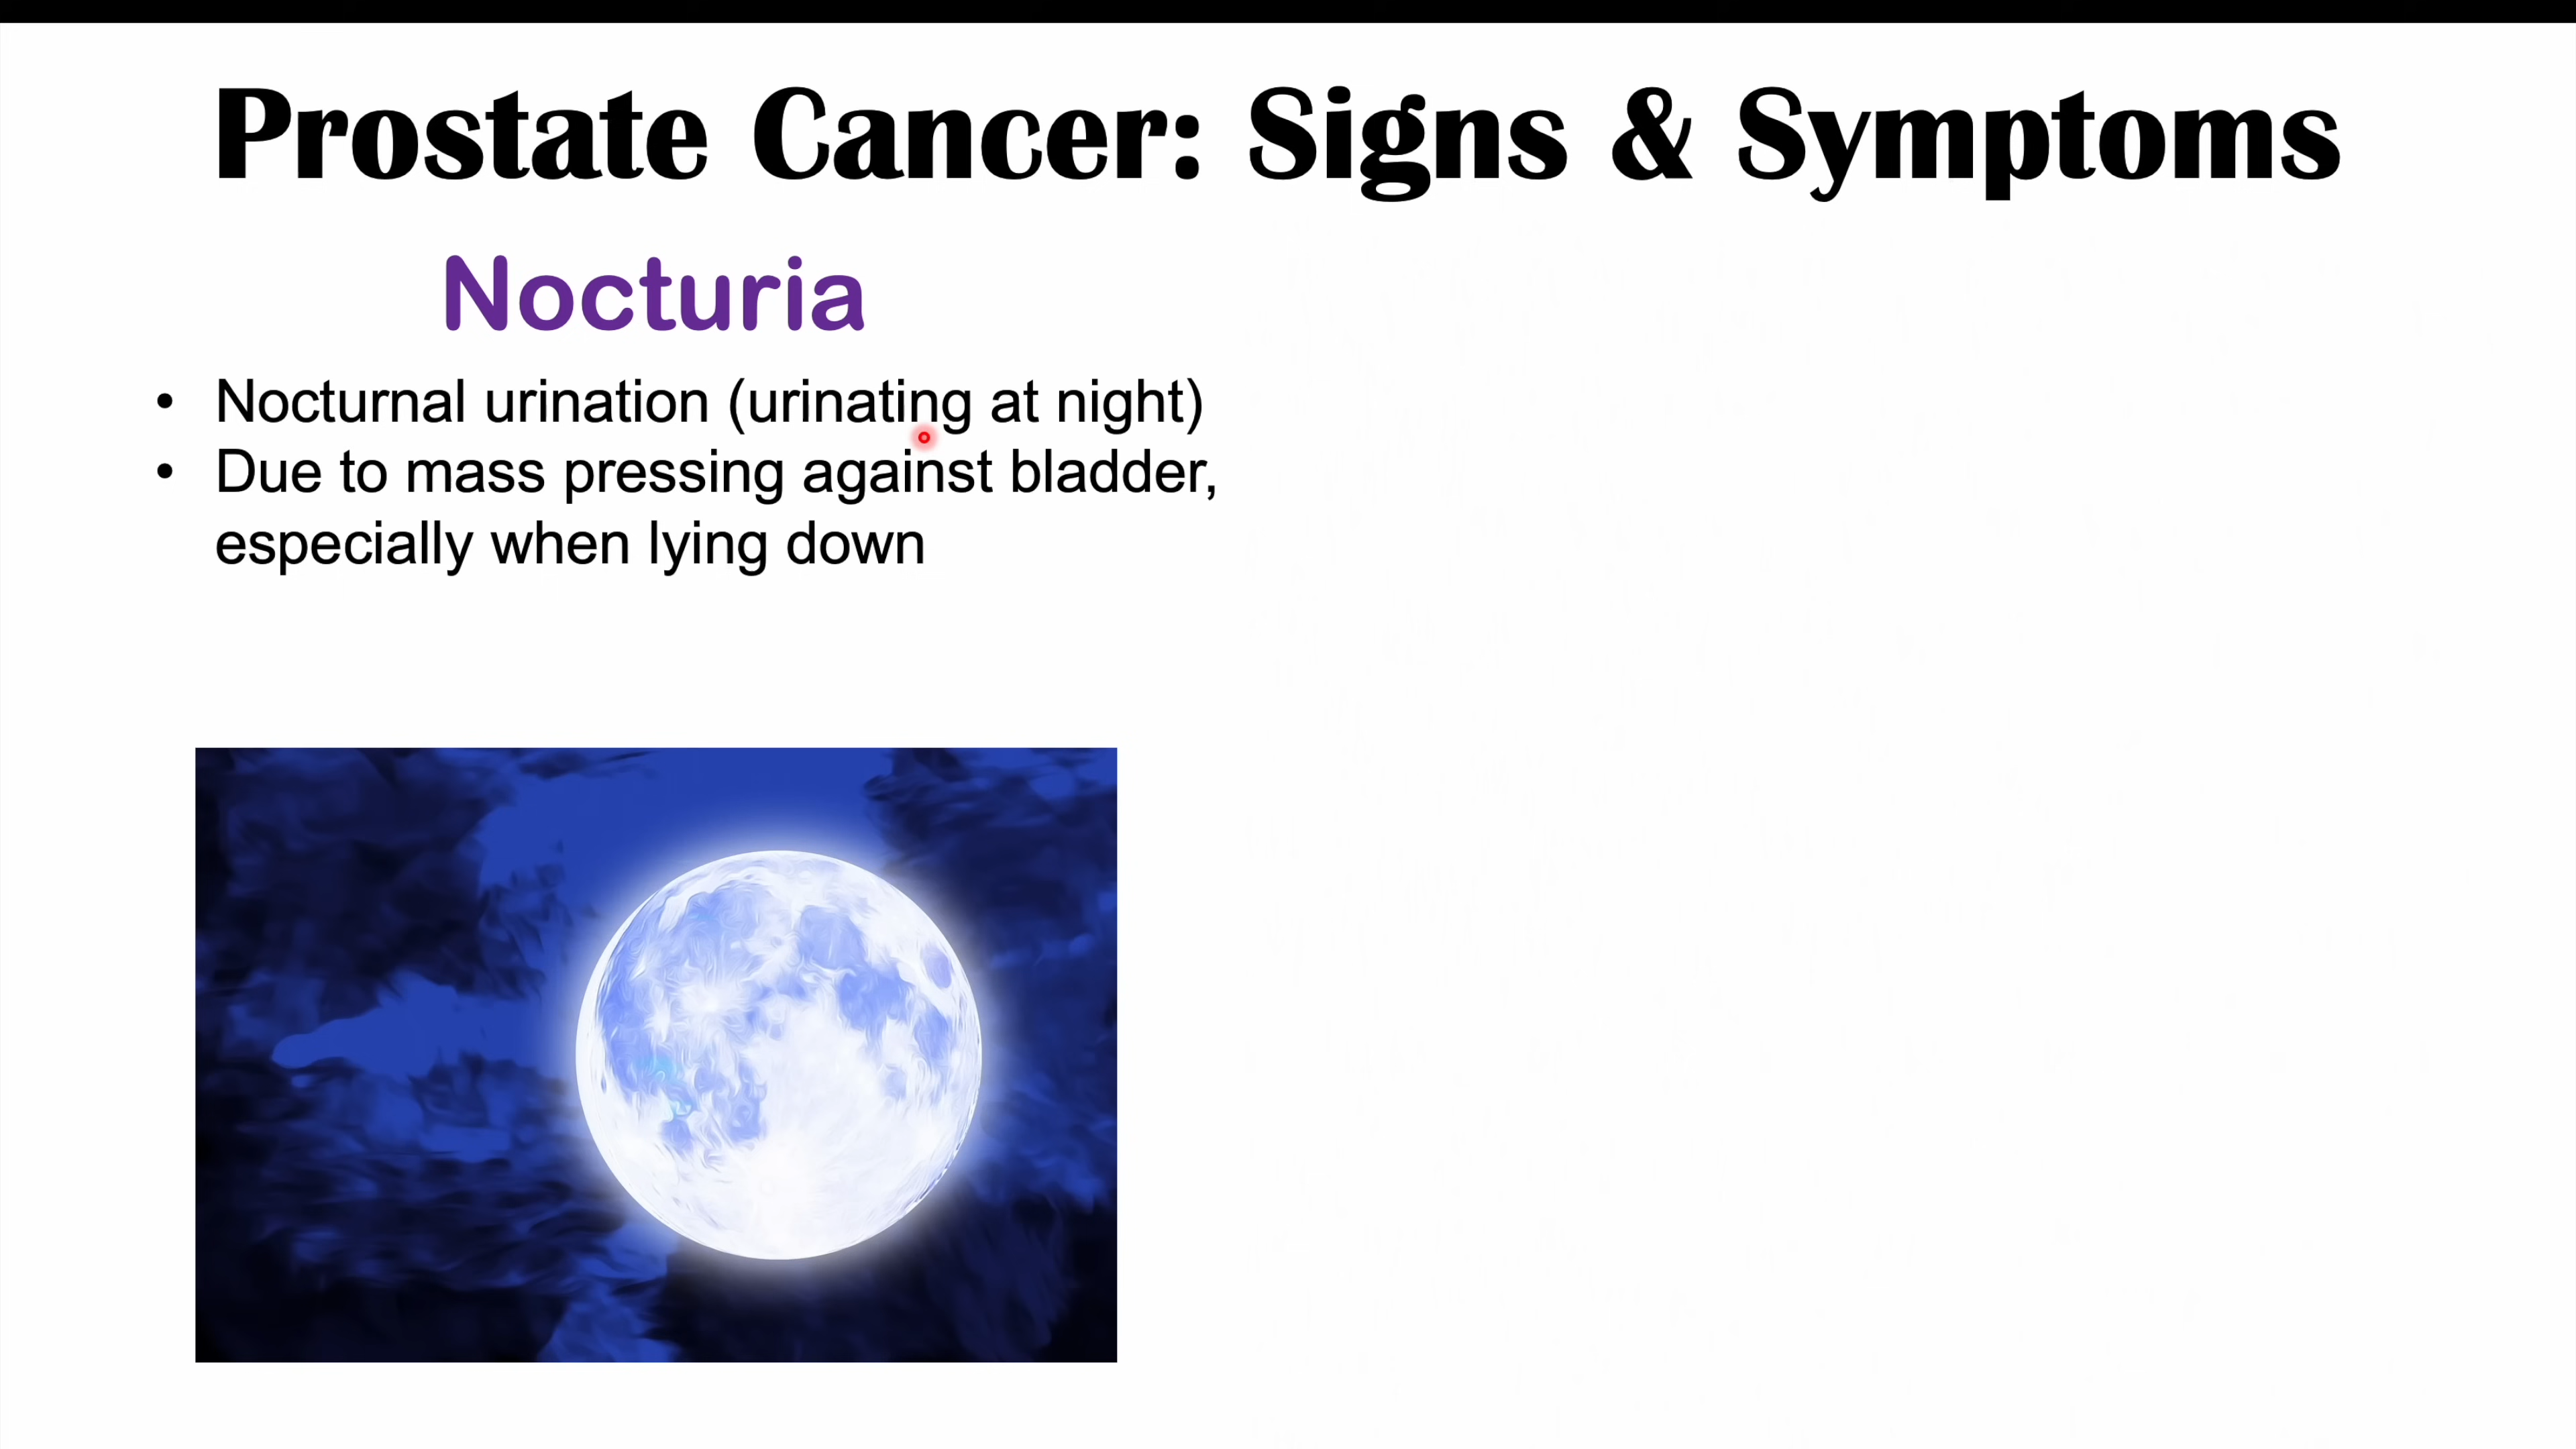 Prostate Cancer: Signs & Symptoms
Nocturia
• Nocturnal urination (urinating at night)
• Due to mass pressing against bladder,
especially when lying down